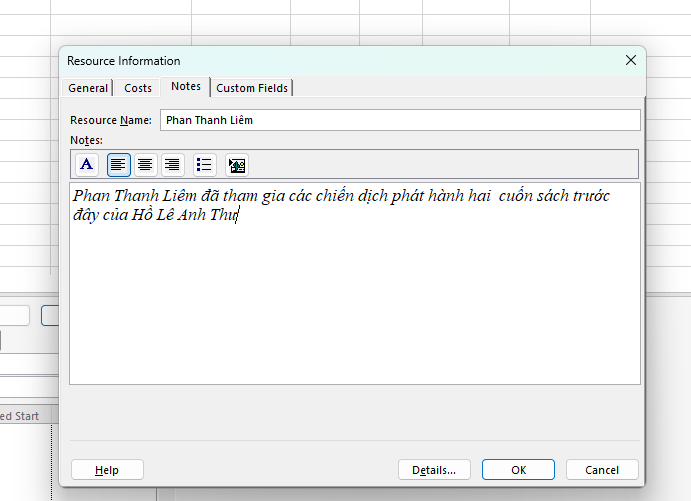 Resource Information
General
Costs
Notes
Custom Fields
Resource Name:
Phan Thanh Liêm
Notes:
A
Phan Thanh Liêm đã tham gia các chiến dịch phát hành hai  cuốn sách trước
đây của Hồ Lê Anh Thư
ed Start
Help
Details...
OK
Cancel